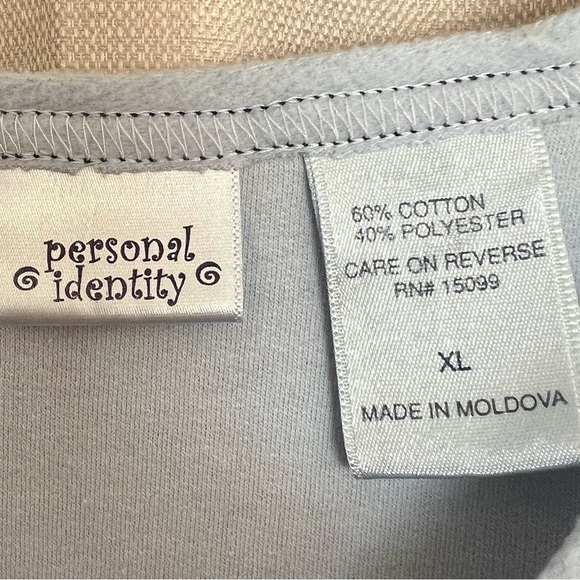 personal
identity
60% COTTON
40% POLYESTER
CARE ON REVERSE
RN# 15099
XL
MADE IN MOLDOVA